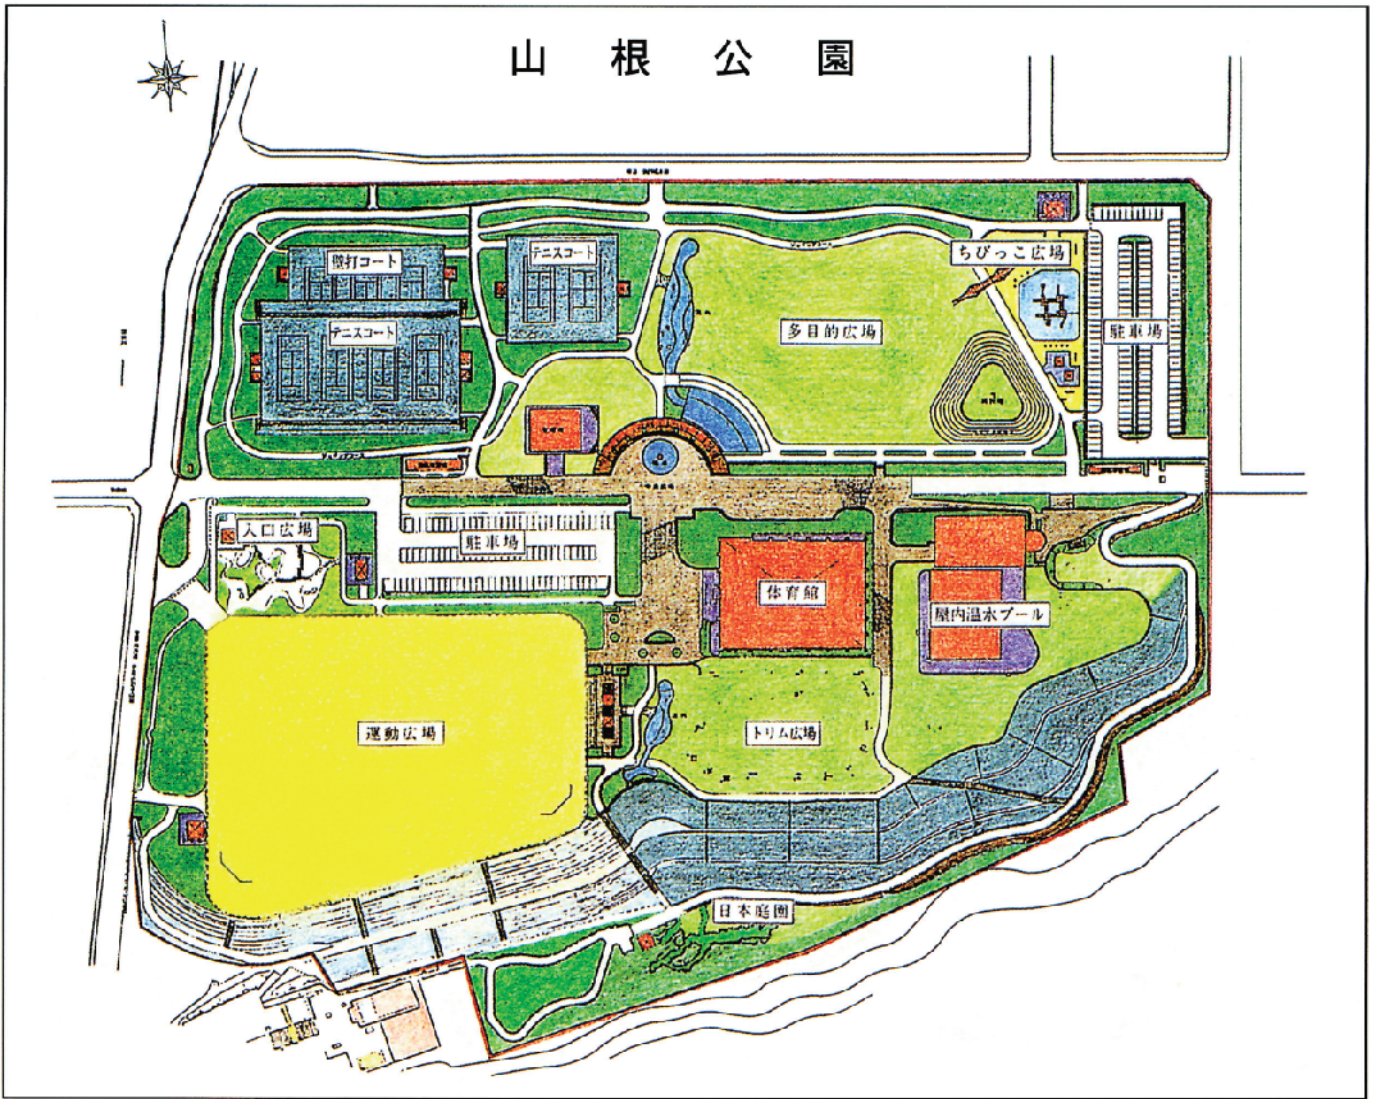 山根公園
ちびっこ広場
壁打コート
テニスコート
テニスコート
多目的広場
駐車場
入口広場
駐車場
体育館
屋内温水プール
運動広場
トリム広場
日本庭園